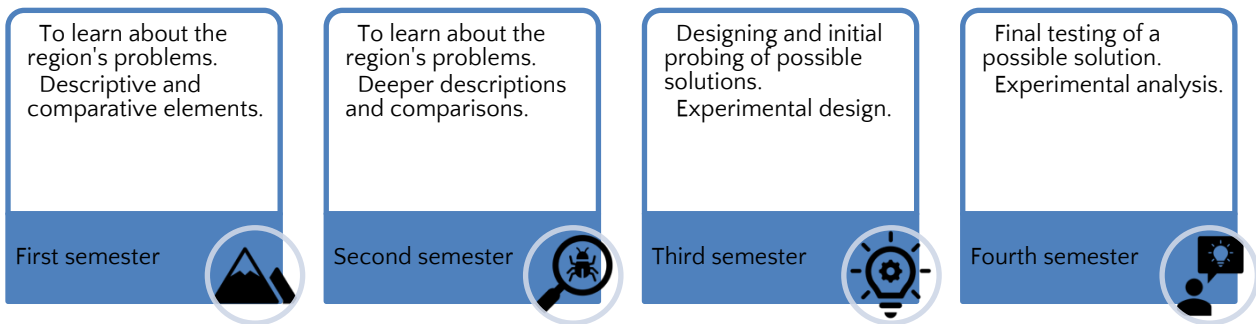 To learn about the
region's problems.
Descriptive and
comparative elements.
First semester
To learn about the
region's problems.
Deeper descriptions
and comparisons.
Second semester
Designing and initial
probing of possible
solutions.
Experimental design.
Third semester
Final testing of a
possible solution.
Experimental analysis.
Fourth semester